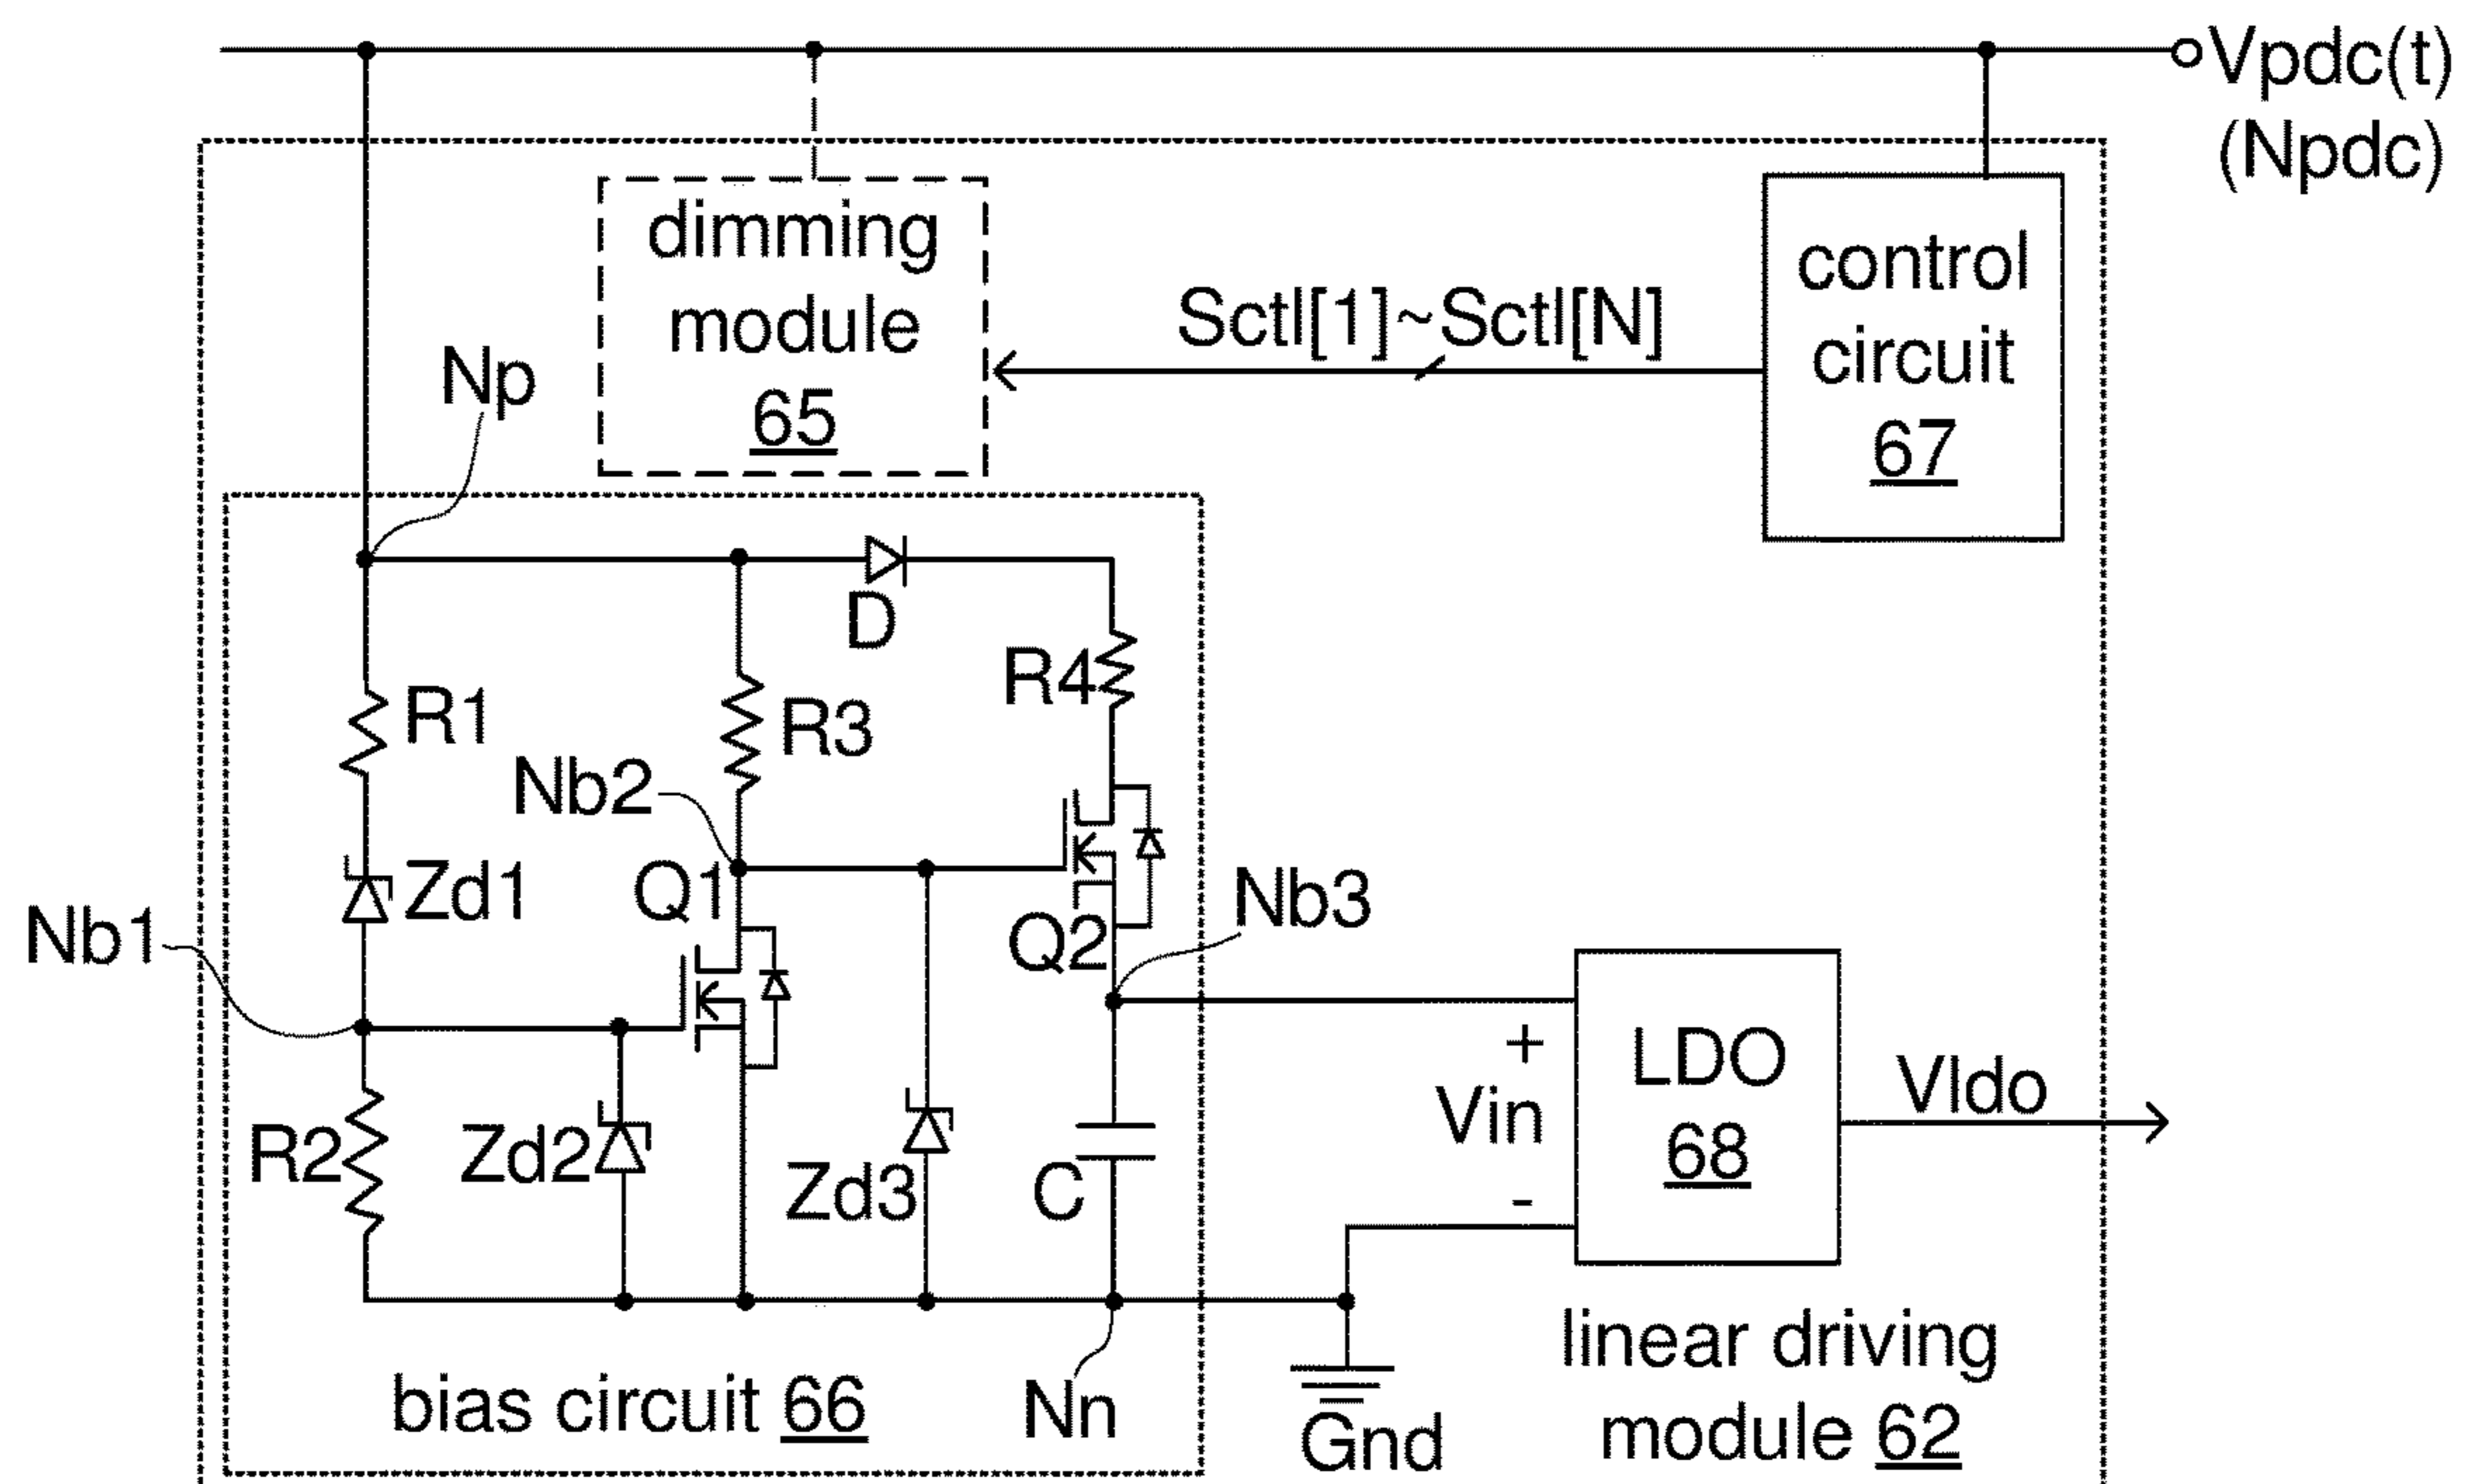 Vpdc(t)
(Npdc)
dimming
module
65
Sctl[1]~Sctl[N]
control
circuit
67
Np
D
R1
R3
R4
Nb2
Zd1
Q1
Nb1
Q2
Nb3
R2
Zd2
Zd3
C
+
Vin
-
LDO
68
Vldo
bias circuit 66
Nn
Gnd
linear driving
module 62